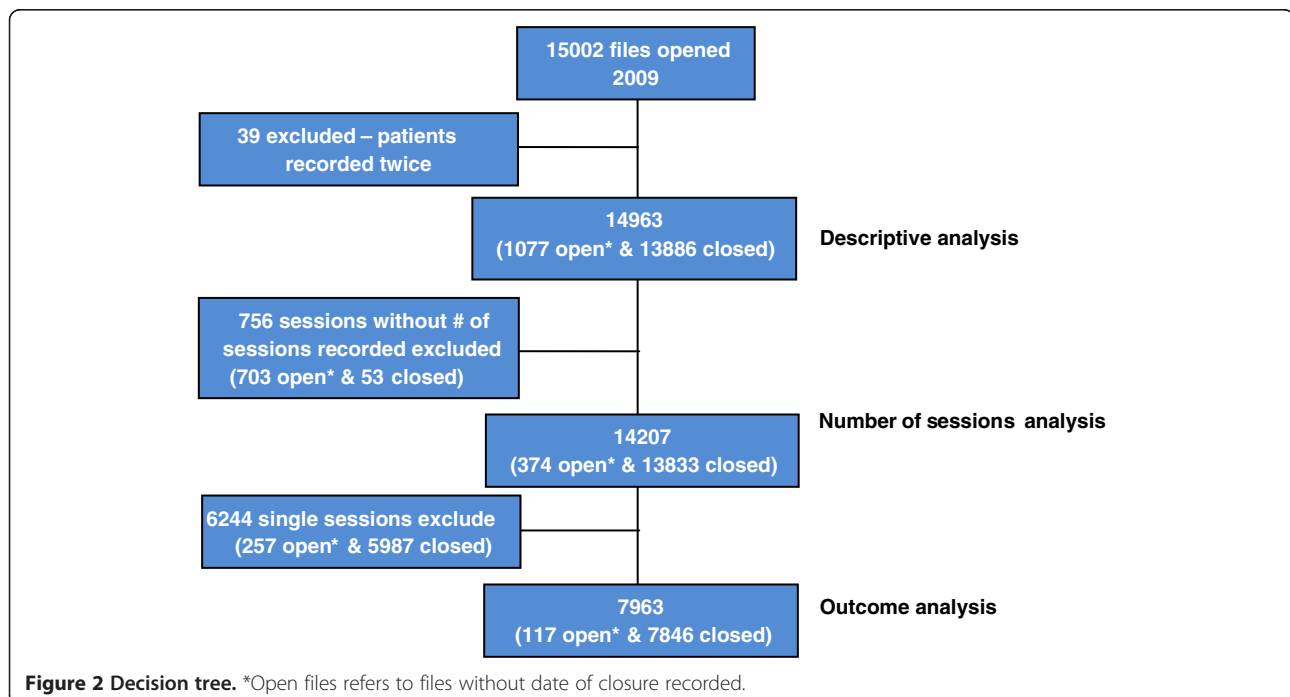 15002 files opened
2009
39 excluded – patients
recorded twice
14963
(1077 open* & 13886 closed)
Descriptive analysis
756 sessions without # of
sessions recorded excluded
(703 open* & 53 closed)
14207
(374 open* & 13833 closed)
Number of sessions analysis
6244 single sessions exclude
(257 open* & 5987 closed)
7963
(117 open* & 7846 closed)
Outcome analysis
Figure 2 Decision tree. *Open files refers to files without date of closure recorded.